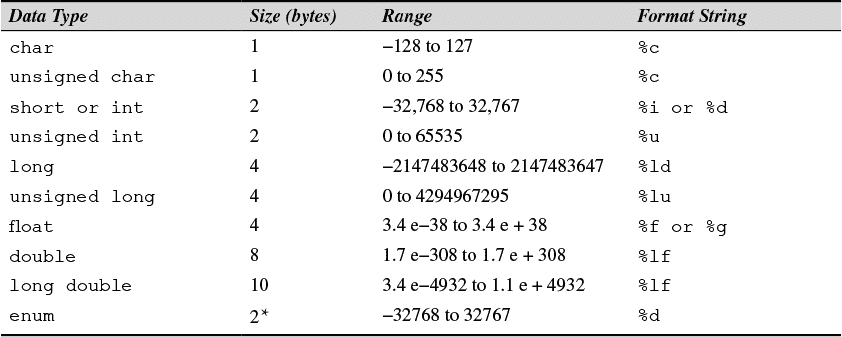 Data Type Size (bytes) Range Format String
char 1 −128 to 127 %c
unsigned char 1 0 to 255 %c
short or int 2 −32,768 to 32,767 %i or %d
unsigned int 2 0 to 65535 %u
long 4 −2147483648 to 2147483647 %ld
unsigned long 4 0 to 4294967295 %lu
float 4 3.4 e−38 to 3.4 e + 38 %f or %g
double 8 1.7 e−308 to 1.7 e + 308 %lf
long double 10 3.4 e−4932 to 1.1 e + 4932 %lf
enum 2* −32768 to 32767 %d